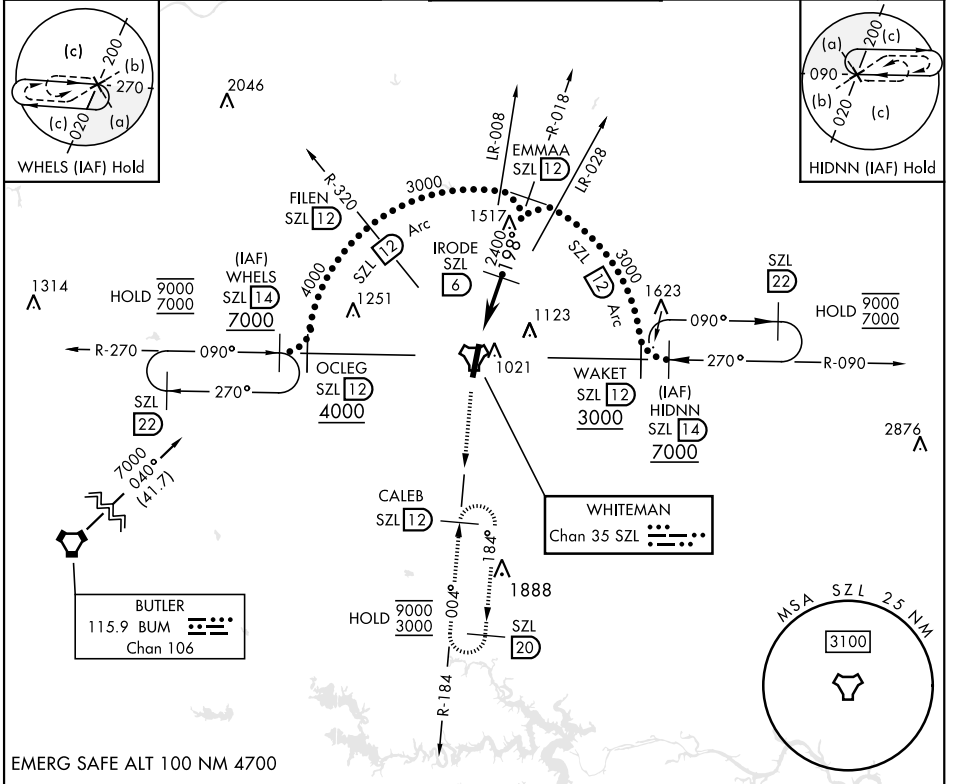 (c)
200
(b)
270
(c)
020
(a)
WHELS (IAF) Hold
(a)
200
(c)
090
(b)
020
(c)
HIDNN (IAF) Hold
2046
LR-008
R-018
EMMAA
SZL 12
LR-028
R-320
3000
FILEN
SZL 12
SZL 12 Arc
1517
IRODE
SZL
6
2400
198°
SZL 12 Arc
3000
4000
1314
HOLD 9000
7000
(IAF)
WHELS
SZL 14
7000
1251
1123
1623
SZL
22
HOLD 9000
7000
R-270
090°
270°
SZL
22
OCLEG
SZL 12
4000
1021
WAKET
SZL 12
3000
090°
270°
R-090
(IAF)
HIDNN
SZL 14
7000
2876
7000
040°
(41.7)
CALEB
SZL 12
WHITEMAN
Chan 35 SZL
184°
004°
1888
HOLD 9000
3000
SZL
20
R-184
BUTLER
115.9 BUM
Chan 106
MSA SZL 25 NM
3100
EMERG SAFE ALT 100 NM 4700